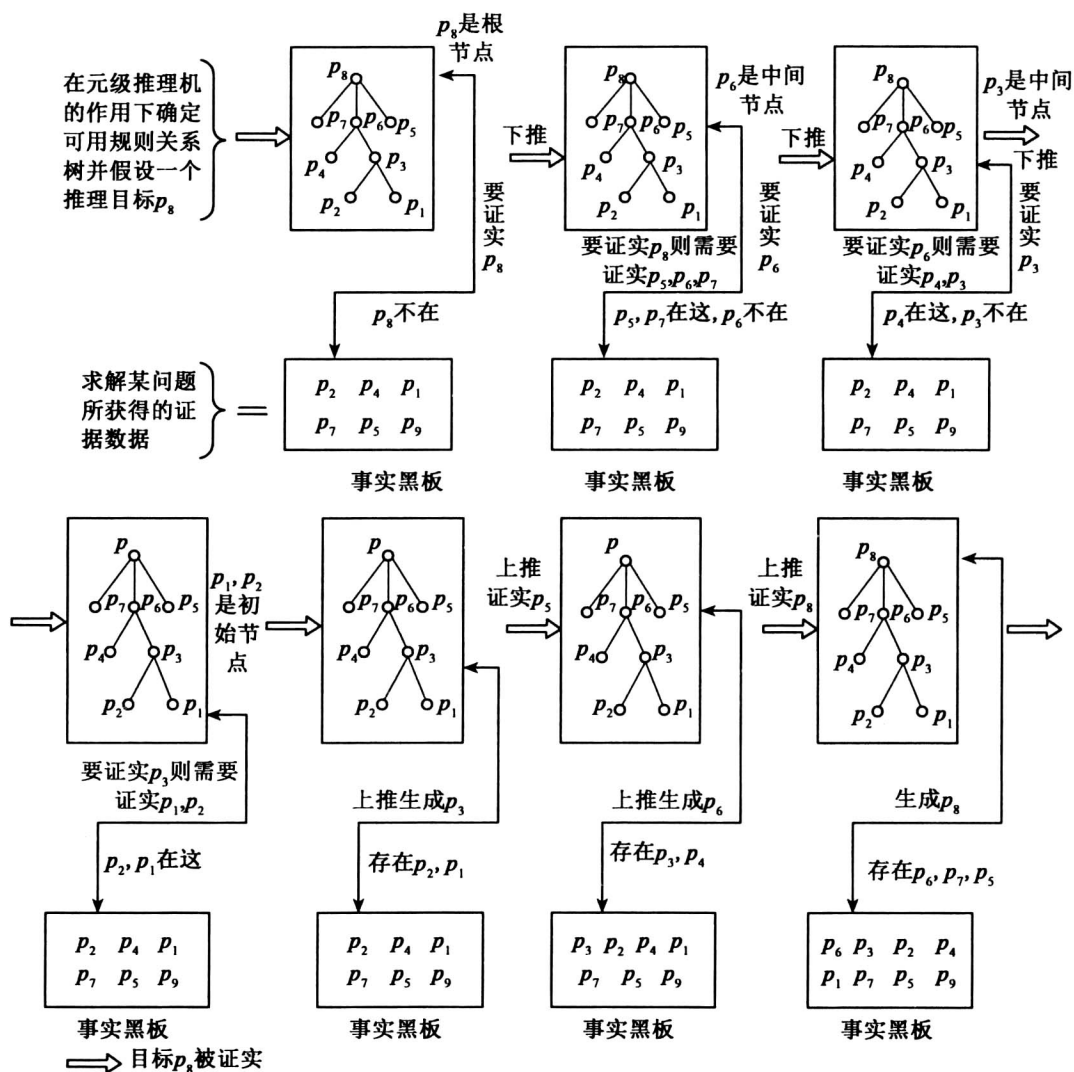 在元级推理机
的作用下确定
可用规则关系
树并假设一个
推理目标p₈
p₈
p₇ p₆ p₅
p₄ p₃
p₂ p₁
p₈是根
节点
要证实p₈
p₈不在
下推
p₈
p₇ p₆ p₅
p₄ p₃
p₂ p₁
p₆是中间
节点
要证实p₆
要证实p₈则需要
证实p₅,p₆,p₇
p₅, p₇在这, p₆不在
下推
p₈
p₇ p₆ p₅
p₄ p₃
p₂ p₁
p₃是中间
节点
下推
要证实p₃
要证实p₆则需要
证实p₄,p₃
p₄在这, p₃不在
求解某问题
所获得的证
据数据
p₂ p₄ p₁
p₇ p₅ p₉
事实黑板
p₂ p₄ p₁
p₇ p₅ p₉
事实黑板
p₂ p₄ p₁
p₇ p₅ p₉
事实黑板
p
p₇ p₆ p₅
p₄ p₃
p₂ p₁
p₁, p₂
是初
始节
点
要证实p₃则需要
证实p₁,p₂
p₂, p₁在这
p₂ p₄ p₁
p₇ p₅ p₉
事实黑板
p
p₇ p₆ p₅
p₄ p₃
p₂ p₁
上推生成p₃
存在p₂, p₁
p₂ p₄ p₁
p₇ p₅ p₉
事实黑板
上推
证实p₅
p
p₇ p₆ p₅
p₄ p₃
p₂ p₁
上推生成p₆
存在p₃, p₄
p₃ p₂ p₄ p₁
p₇ p₅ p₉
事实黑板
上推
证实p₈
p₈
p₇ p₆ p₅
p₄ p₃
p₂ p₁
生成p₈
存在p₆, p₇, p₅
p₆ p₃ p₂ p₄
p₁ p₇ p₅ p₉
事实黑板
目标p₈被证实